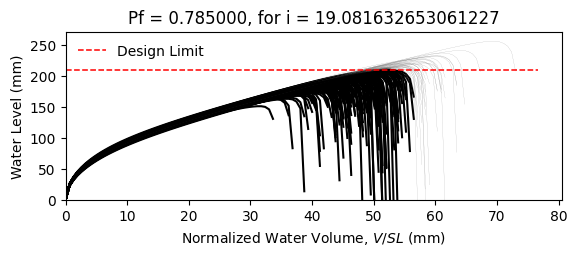 Pf = 0.785000, for i = 19.081632653061227
Design Limit
Water Level (mm)
250
200
150
100
50
0
0 10 20 30 40 50 60 70 80
Normalized Water Volume, V/SL (mm)